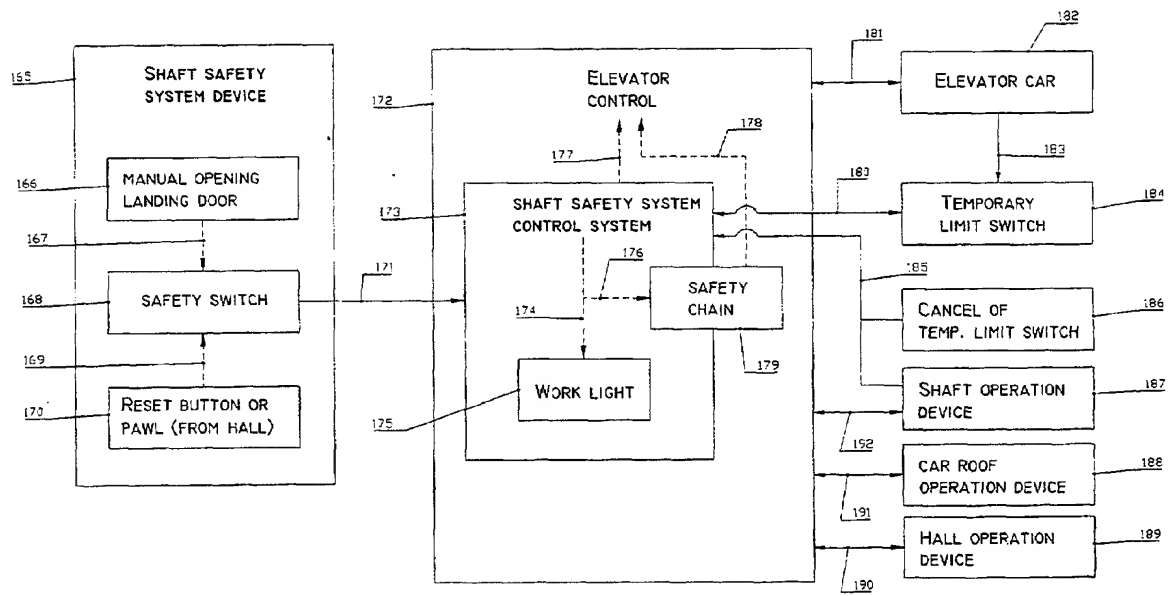 165
SHAFT SAFETY
SYSTEM DEVICE
166
MANUAL OPENING
LANDING DOOR
167
168
SAFETY SWITCH
169
170
RESET BUTTON OR
PAWL (FROM HALL)
171
172
ELEVATOR
CONTROL
177
178
173
SHAFT SAFETY SYSTEM
CONTROL SYSTEM
176
174
SAFETY
CHAIN
179
175
WORK LIGHT
181
182
ELEVATOR CAR
183
183
184
TEMPORARY
LIMIT SWITCH
185
186
CANCEL OF
TEMP. LIMIT SWITCH
187
SHAFT OPERATION
DEVICE
192
188
CAR ROOF
OPERATION DEVICE
191
189
HALL OPERATION
DEVICE
190